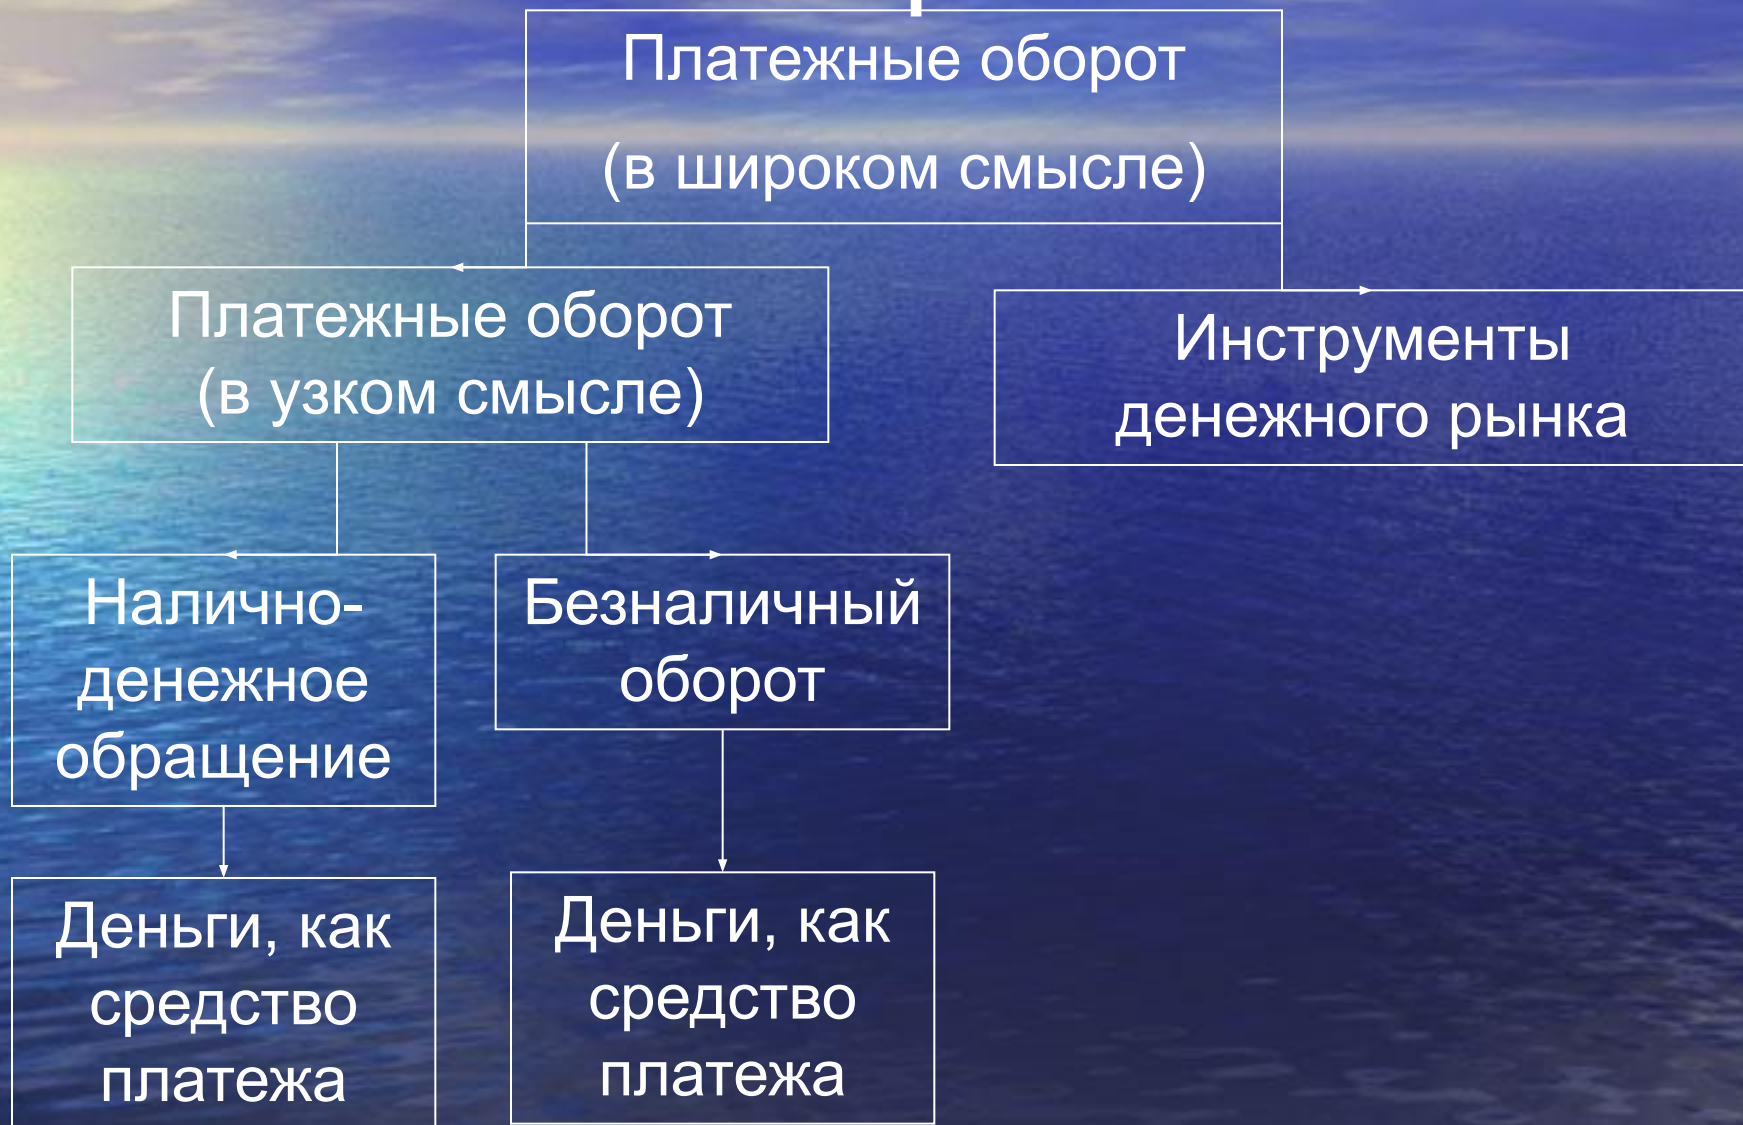 Платежные оборот
(в широком смысле)
Платежные оборот
(в узком смысле)
Инструменты
денежного рынка
Налично-
денежное
обращение
Безналичный
оборот
Деньги, как
средство
платежа
Деньги, как
средство
платежа